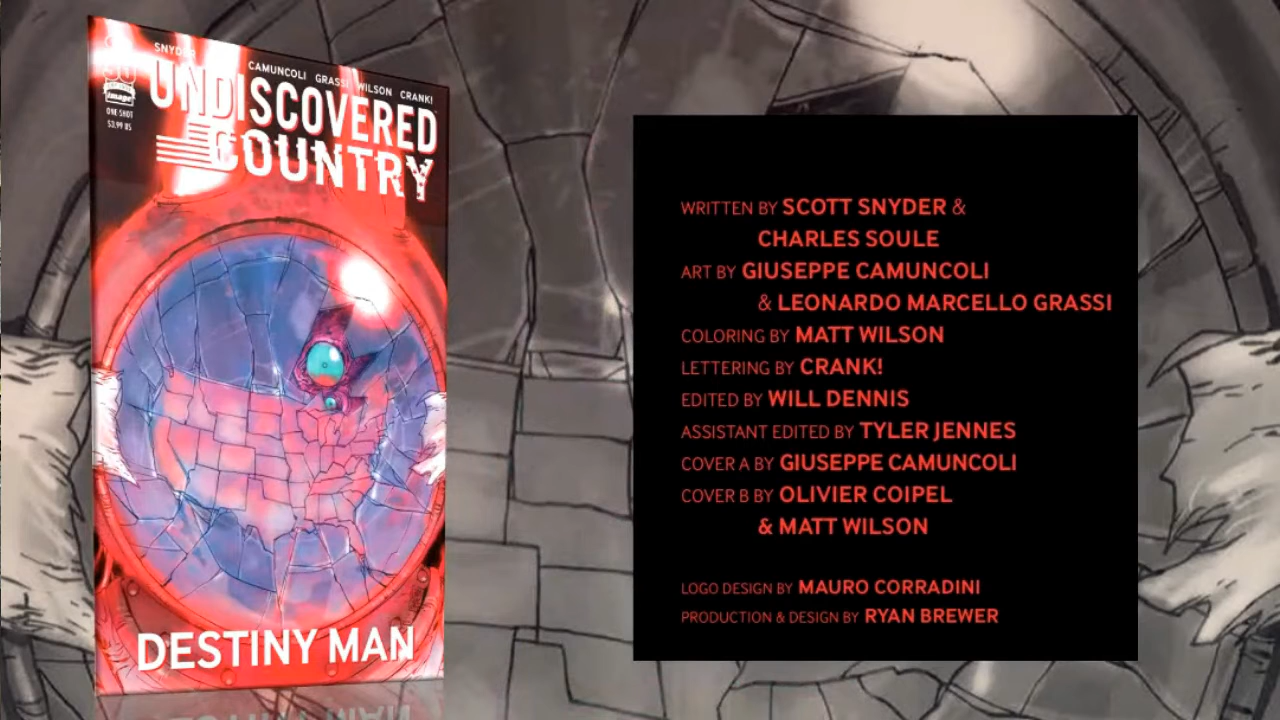 SNYDER
CAMUNCOLI GRASSI WILSON CRANK!
image
ONE-SHOT
$3.99 US
UNDISCOVERED
COUNTRY
DESTINY MAN
WRITTEN BY SCOTT SNYDER &
CHARLES SOULE
ART BY GIUSEPPE CAMUNCOLI
& LEONARDO MARCELLO GRASSI
COLORING BY MATT WILSON
LETTERING BY CRANK!
EDITED BY WILL DENNIS
ASSISTANT EDITED BY TYLER JENNES
COVER A BY GIUSEPPE CAMUNCOLI
COVER B BY OLIVIER COIPEL
& MATT WILSON
LOGO DESIGN BY MAURO CORRADINI
PRODUCTION & DESIGN BY RYAN BREWER